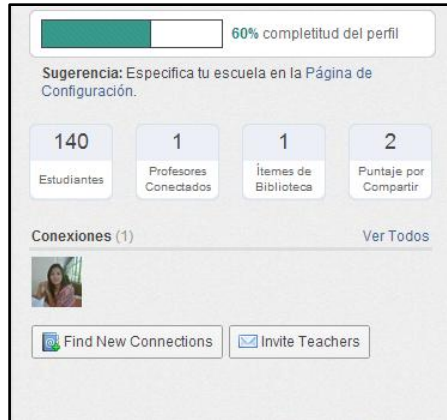 60% completitud del perfil
Sugerencia: Especifica tu escuela en la Página de
Configuración.
140
Estudiantes
1
Profesores
Conectados
1
Ítemes de
Biblioteca
2
Puntaje por
Compartir
Conexiones (1)
Ver Todos
Find New Connections
Invite Teachers